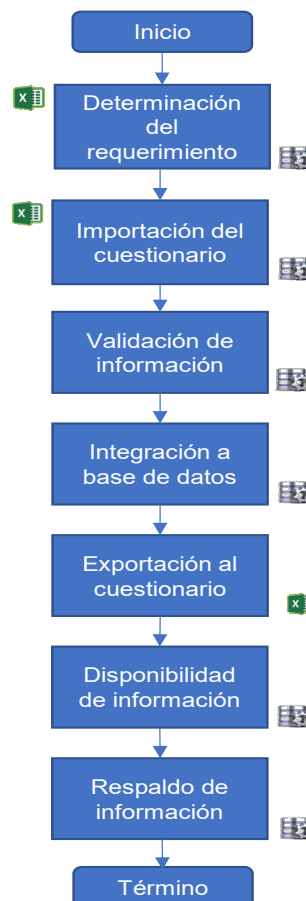 Inicio
Determinación
del
requerimiento
Importación del
cuestionario
Validación de
información
Integración a
base de datos
Exportación al
cuestionario
Disponibilidad
de información
Respaldo de
información
Término